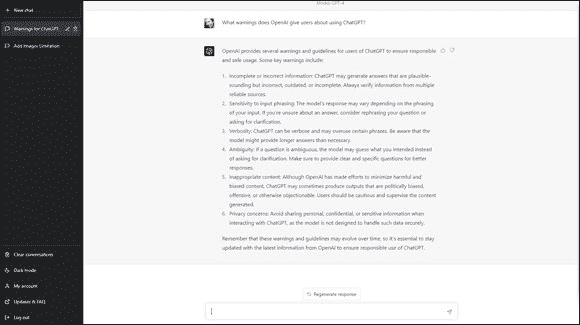 Model GPT-4
New chat
Warnings for ChatGPT
Add Images Limitation
What warnings does OpenAI give users about using ChatGPT?
OpenAI provides several warnings and guidelines for users of ChatGPT to ensure responsible
and safe usage. Some key warnings include:
1. Incomplete or incorrect information: ChatGPT may generate answers that are plausible-
sounding but incorrect, outdated, or incomplete. Always verify information from multiple
reliable sources.
2. Sensitivity to input phrasing: The model's response may vary depending on the phrasing
of your input. If you're unsure about an answer, consider rephrasing your question or
asking for clarification.
3. Verbosity: ChatGPT can be verbose and may overuse certain phrases. Be aware that the
model might provide longer answers than necessary.
4. Ambiguity: If a question is ambiguous, the model may guess what you intended instead
of asking for clarification. Make sure to provide clear and specific questions for better
responses.
5. Inappropriate content: Although OpenAI has made efforts to minimize harmful and
biased content, ChatGPT may sometimes produce outputs that are politically biased,
offensive, or otherwise objectionable. Users should be cautious and supervise the content
generated.
6. Privacy concerns: Avoid sharing personal, confidential, or sensitive information when
interacting with ChatGPT, as the model is not designed to handle such data securely.
Remember that these warnings and guidelines may evolve over time, so it's essential to stay
updated with the latest information from OpenAI to ensure responsible use of ChatGPT.
Clear conversations
Dark mode
My account
Updates & FAQ
Log out
Regenerate response